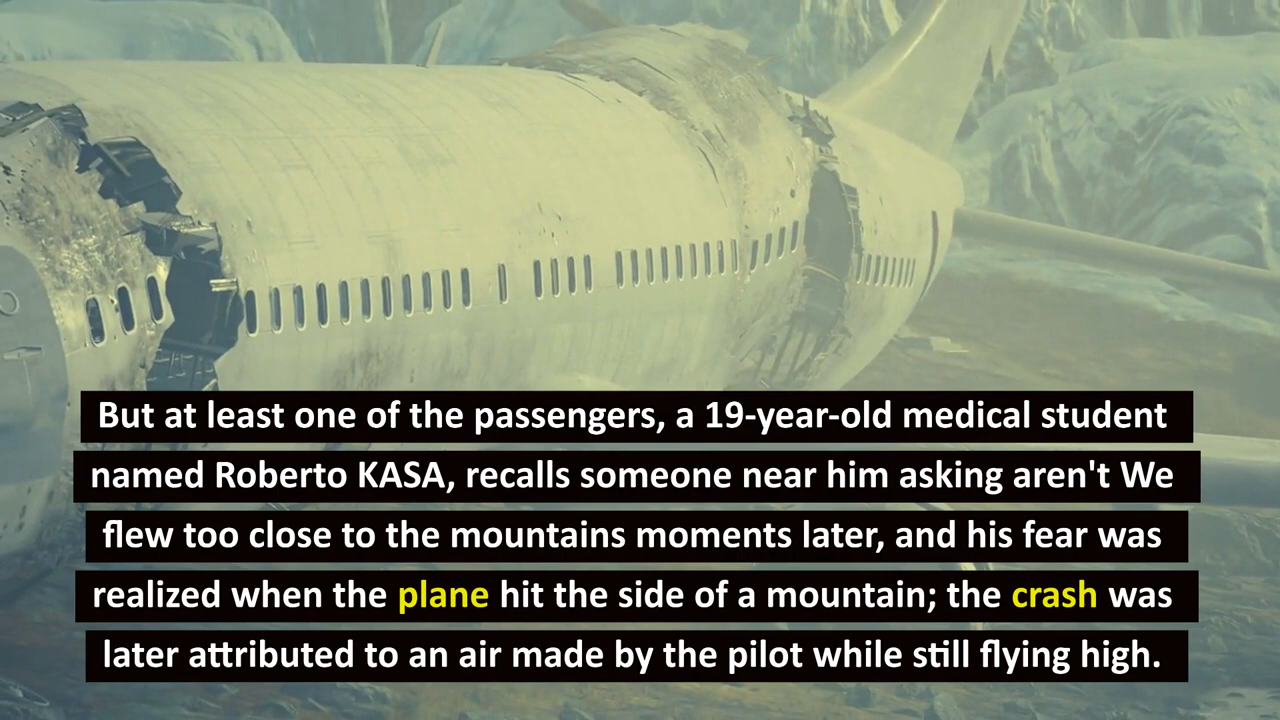 But at least one of the passengers, a 19-year-old medical student
named Roberto KASA, recalls someone near him asking aren't We
flew too close to the mountains moments later, and his fear was
realized when the plane hit the side of a mountain; the crash was
later attributed to an air made by the pilot while still flying high.